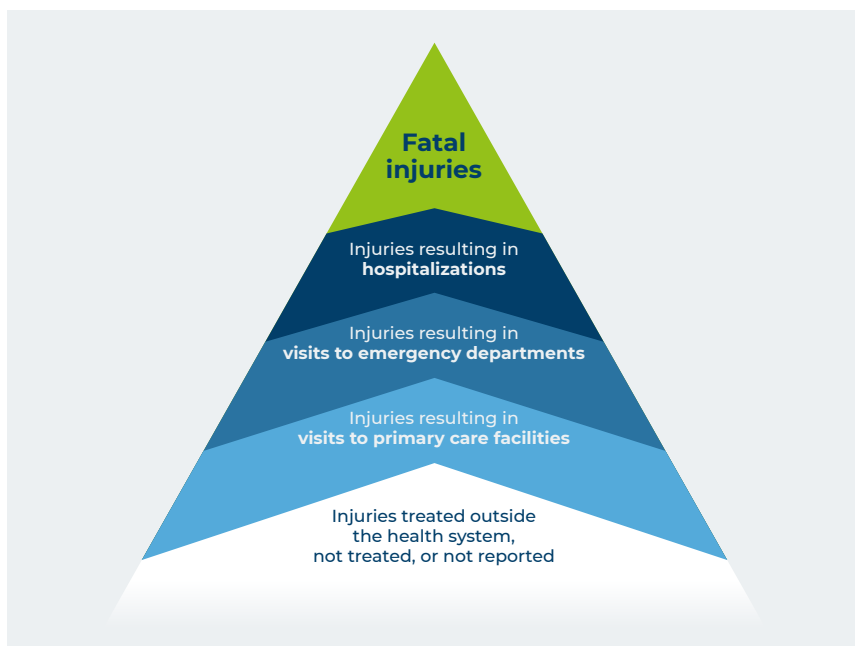 Fatal
injuries
Injuries resulting in
hospitalizations
Injuries resulting in
visits to emergency departments
Injuries resulting in
visits to primary care facilities
Injuries treated outside
the health system,
not treated, or not reported